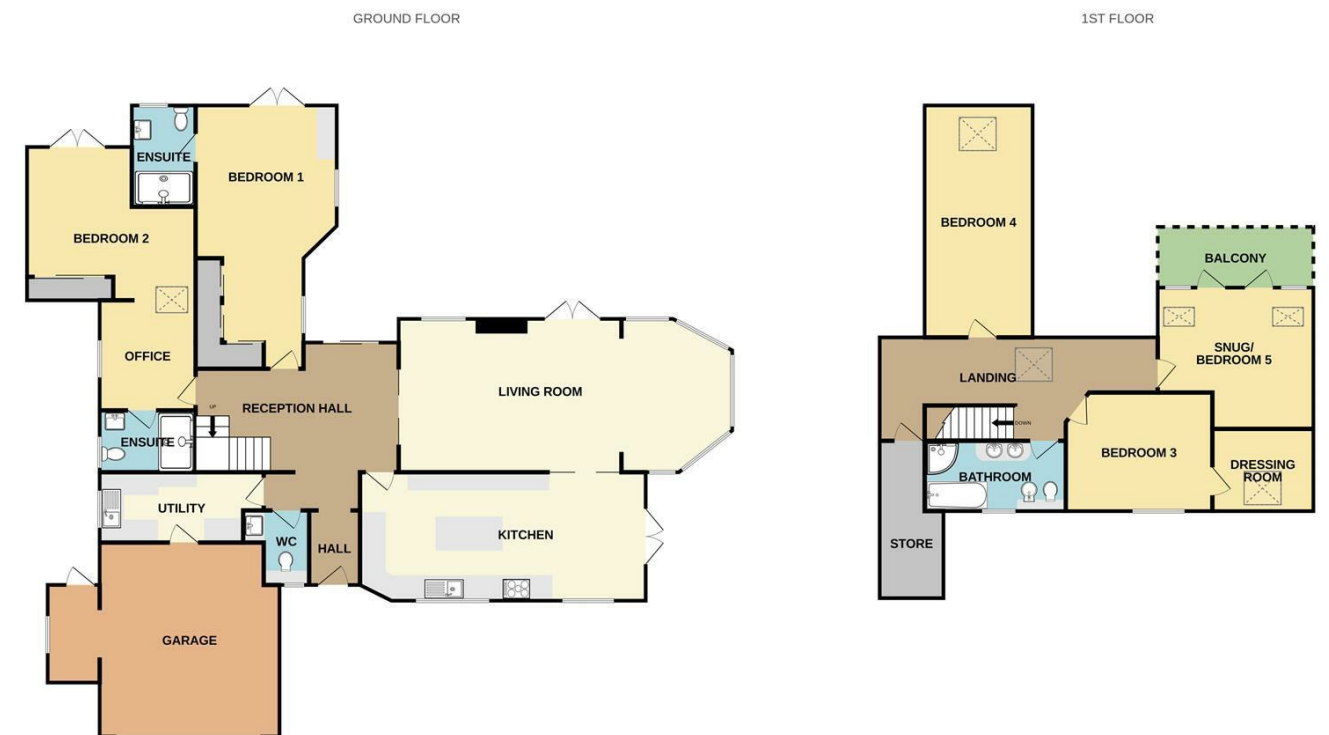 GROUND FLOOR
ENSUITE
BEDROOM 1
BEDROOM 2
OFFICE
UP
RECEPTION HALL
LIVING ROOM
ENSUITE
UTILITY
WC
HALL
KITCHEN
GARAGE
1ST FLOOR
BEDROOM 4
BALCONY
SNUG/
BEDROOM 5
LANDING
DOWN
BEDROOM 3
BATHROOM
DRESSING
ROOM
STORE